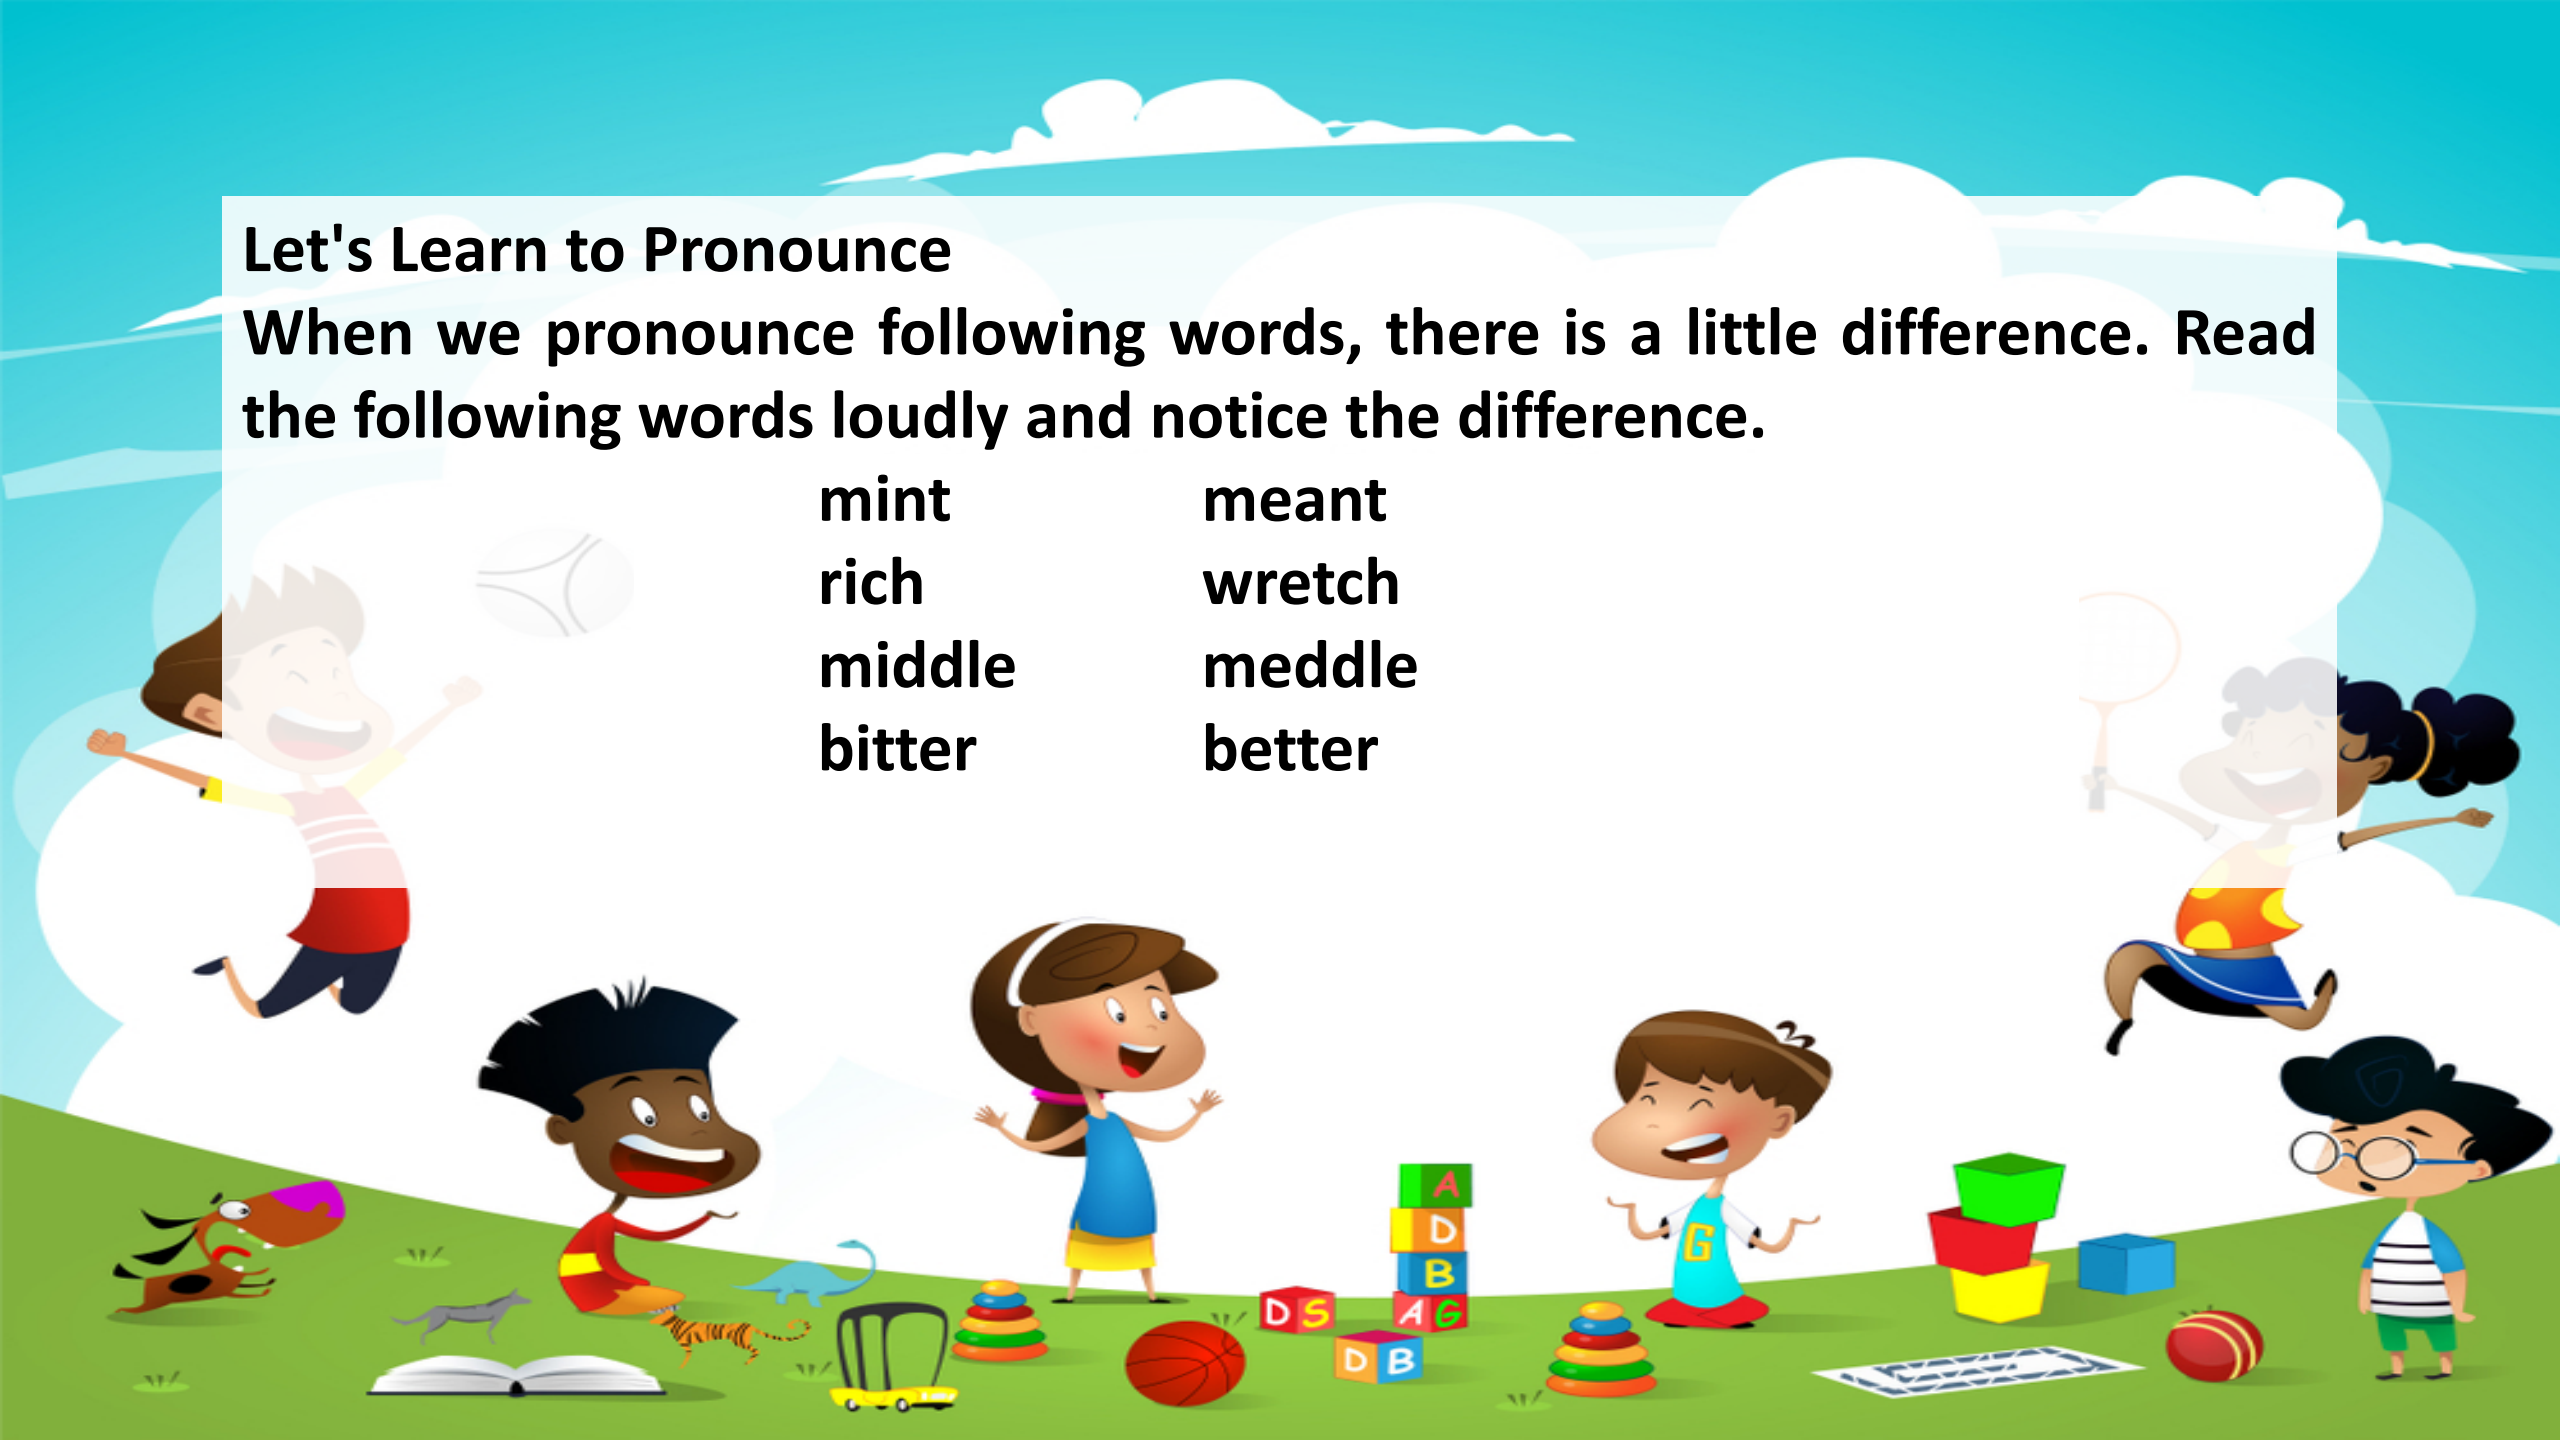 Let's Learn to Pronounce
When we pronounce following words, there is a little difference. Read
the following words loudly and notice the difference.
mint meant
rich wretch
middle meddle
bitter better
A
D
B
D S A G
D B
G